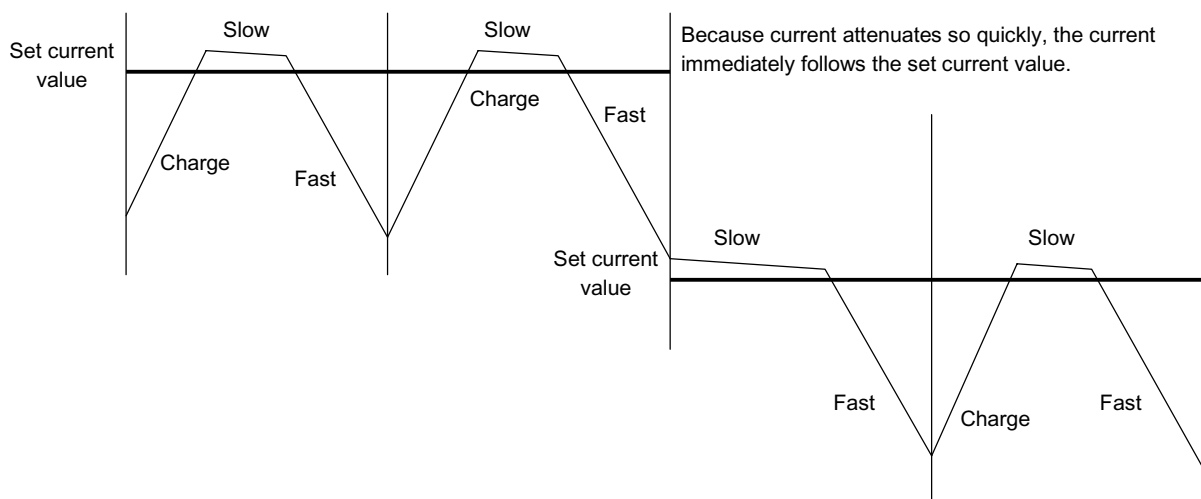 Slow
Slow
Because current attenuates so quickly, the current
immediately follows the set current value.
Set current
value
Charge
Fast
Charge
Fast
Set current
value
Slow
Slow
Fast
Charge
Fast